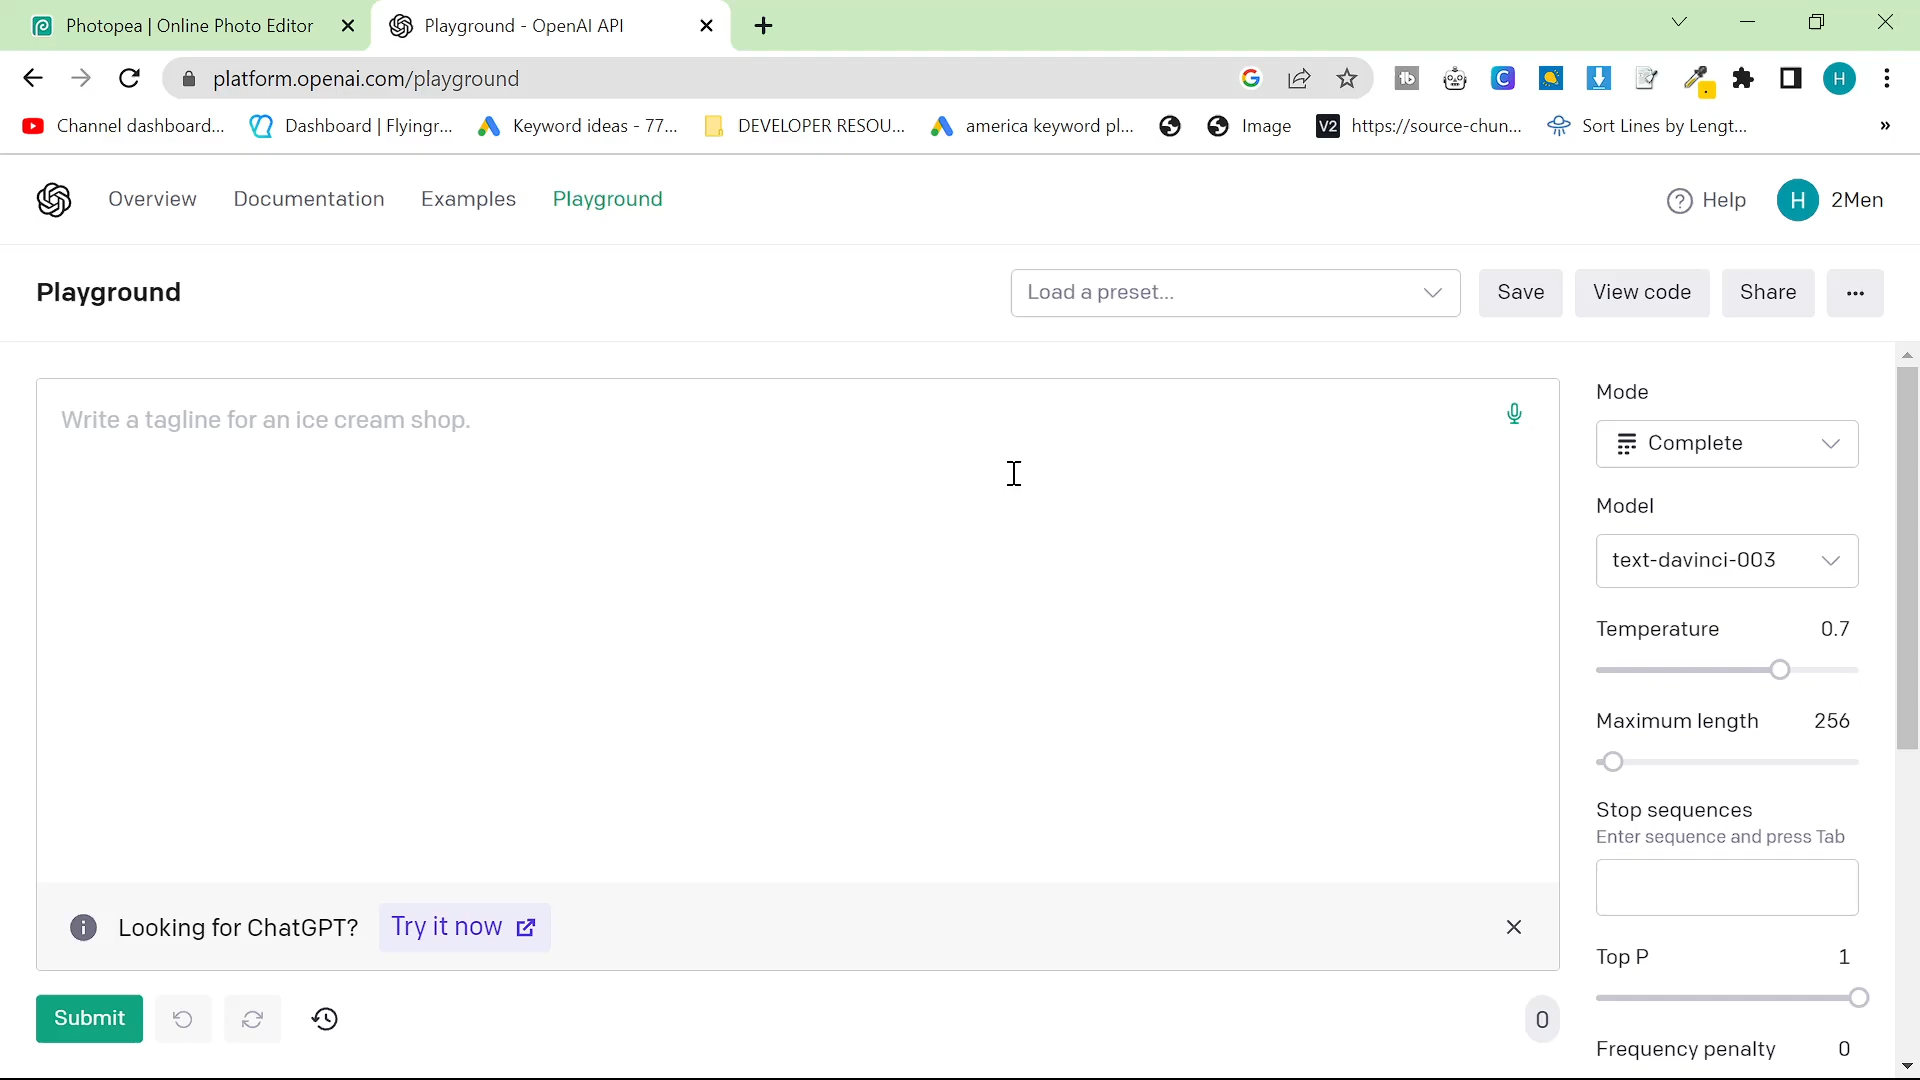 Photopea | Online Photo Editor
Playground - OpenAI API
platform.openai.com/playground
H
Channel dashboard...
Dashboard | Flyingr...
Keyword ideas - 77...
DEVELOPER RESOU...
america keyword pl...
Image
V2 https://source-chun...
Sort Lines by Lengt...
»
Overview
Documentation
Examples
Playground
Help
H 2Men
Playground
Load a preset...
Save
View code
Share
...
Write a tagline for an ice cream shop.
Mode
Complete
Model
text-davinci-003
Temperature 0.7
Maximum length 256
Stop sequences
Enter sequence and press Tab
Top P 1
Frequency penalty 0
Looking for ChatGPT? Try it now
Submit
0